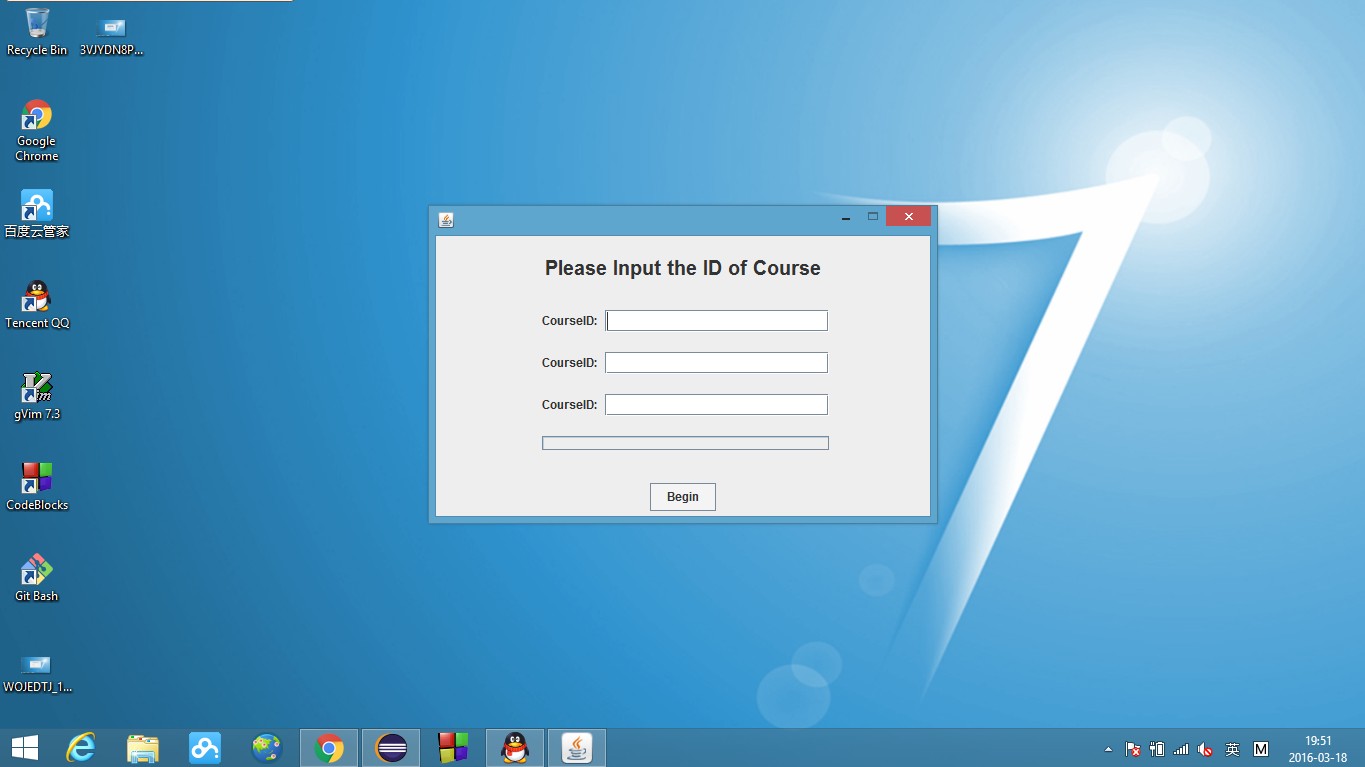 Recycle Bin
3VJYDN8P...
Google
Chrome
百度云管家
Tencent QQ
gVim 7.3
CodeBlocks
Git Bash
WOJEDTJ_1...
Please Input the ID of Course
CourseID:
CourseID:
CourseID:
Begin
英
M
19:51
2016-03-18